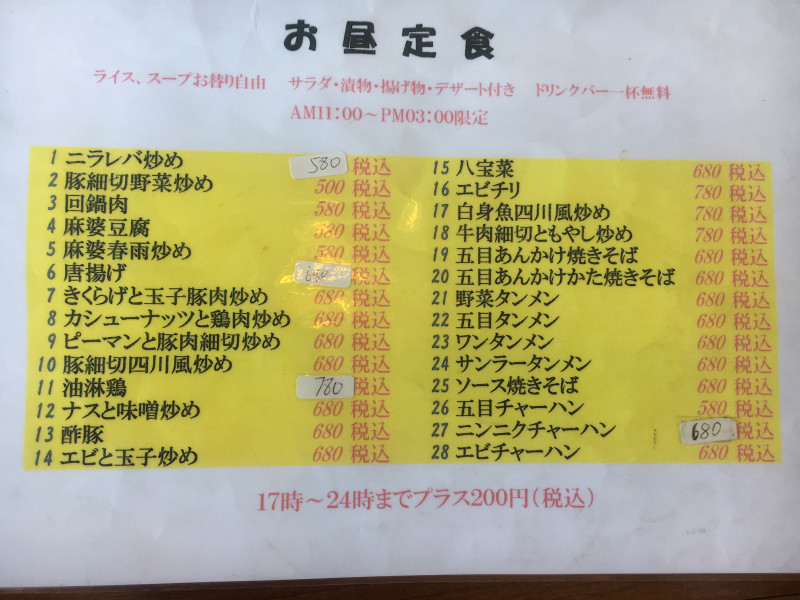 お昼定食
ライス、スープお替り自由　サラダ・漬物・揚げ物・デザート付き　ドリンクバー一杯無料
AM11:00～PM03:00限定
1 ニラレバ炒め 580 税込
2 豚細切野菜炒め 500 税込
3 回鍋肉 580 税込
4 麻婆豆腐 580 税込
5 麻婆春雨炒め 580 税込
6 唐揚げ 税込
7 きくらげと玉子豚肉炒め 680 税込
8 カシューナッツと鶏肉炒め 680 税込
9 ピーマンと豚肉細切炒め 680 税込
10 豚細切四川風炒め 680 税込
11 油淋鶏 780 税込
12 ナスと味噌炒め 680 税込
13 酢豚 680 税込
14 エビと玉子炒め 680 税込
15 八宝菜 680 税込
16 エビチリ 780 税込
17 白身魚四川風炒め 780 税込
18 牛肉細切ともやし炒め 780 税込
19 五目あんかけ焼きそば 680 税込
20 五目あんかけかた焼きそば 680 税込
21 野菜タンメン 680 税込
22 五目タンメン 680 税込
23 ワンタンメン 680 税込
24 サンラータンメン 680 税込
25 ソース焼きそば 680 税込
26 五目チャーハン 580 税込
27 ニンニクチャーハン 680 税込
28 エビチャーハン 680 税込
17時～24時までプラス200円(税込)